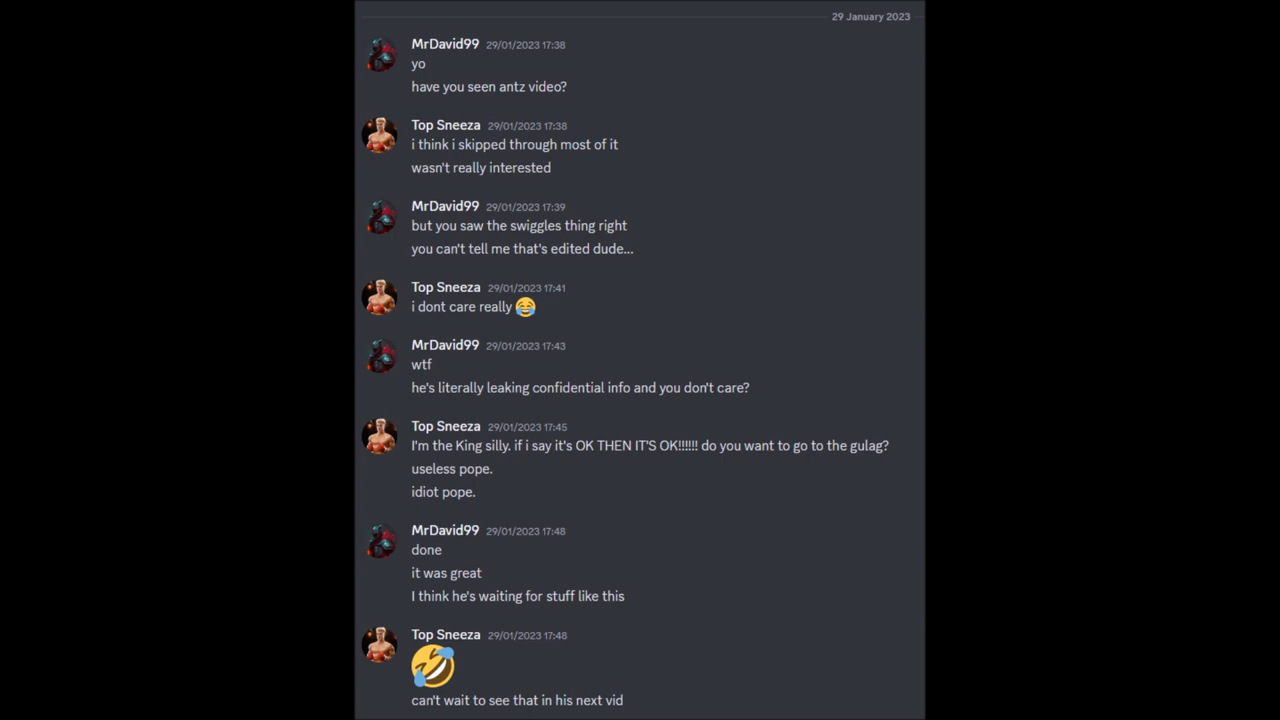 29 January 2023
MrDavid99 29/01/2023 17:38
yo
have you seen antz video?
Top Sneeza 29/01/2023 17:38
i think i skipped through most of it
wasn't really interested
MrDavid99 29/01/2023 17:39
but you saw the swiggles thing right
you can't tell me that's edited dude...
Top Sneeza 29/01/2023 17:41
i dont care really 😂
MrDavid99 29/01/2023 17:43
wtf
he's literally leaking confidential info and you don't care?
Top Sneeza 29/01/2023 17:45
I'm the King silly. if i say it's OK THEN IT'S OK!!!!!! do you want to go to the gulag?
useless pope.
idiot pope.
MrDavid99 29/01/2023 17:48
done
it was great
I think he's waiting for stuff like this
Top Sneeza 29/01/2023 17:48
🤣
can't wait to see that in his next vid